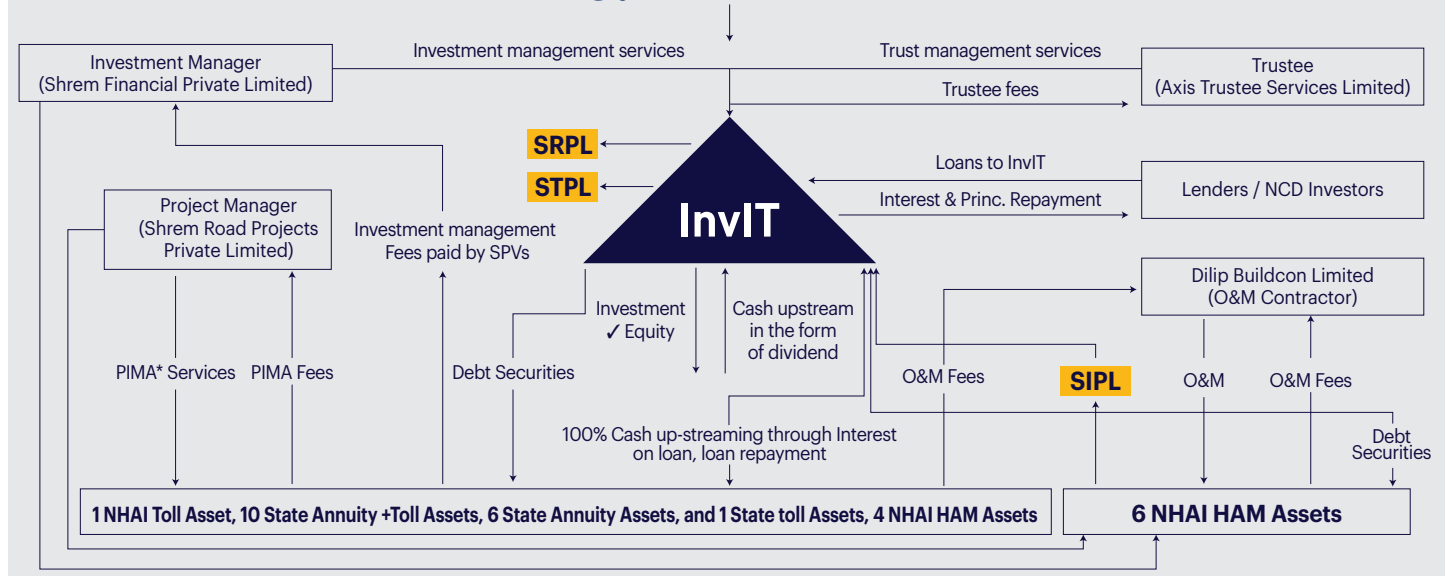 Investment management services
Trust management services
Investment Manager
(Shrem Financial Private Limited)
Trustee
(Axis Trustee Services Limited)
Trustee fees
SRPL
STPL
InvIT
Loans to InvIT
Interest & Princ. Repayment
Lenders / NCD Investors
Project Manager
(Shrem Road Projects
Private Limited)
Investment management
Fees paid by SPVs
Investment
✓ Equity
Cash upstream
in the form
of dividend
Dilip Buildcon Limited
(O&M Contractor)
PIMA* Services
PIMA Fees
Debt Securities
O&M Fees
SIPL
O&M
O&M Fees
100% Cash up-streaming through Interest
on loan, loan repayment
Debt
Securities
1 NHAI Toll Asset, 10 State Annuity +Toll Assets, 6 State Annuity Assets, and 1 State toll Assets, 4 NHAI HAM Assets
6 NHAI HAM Assets